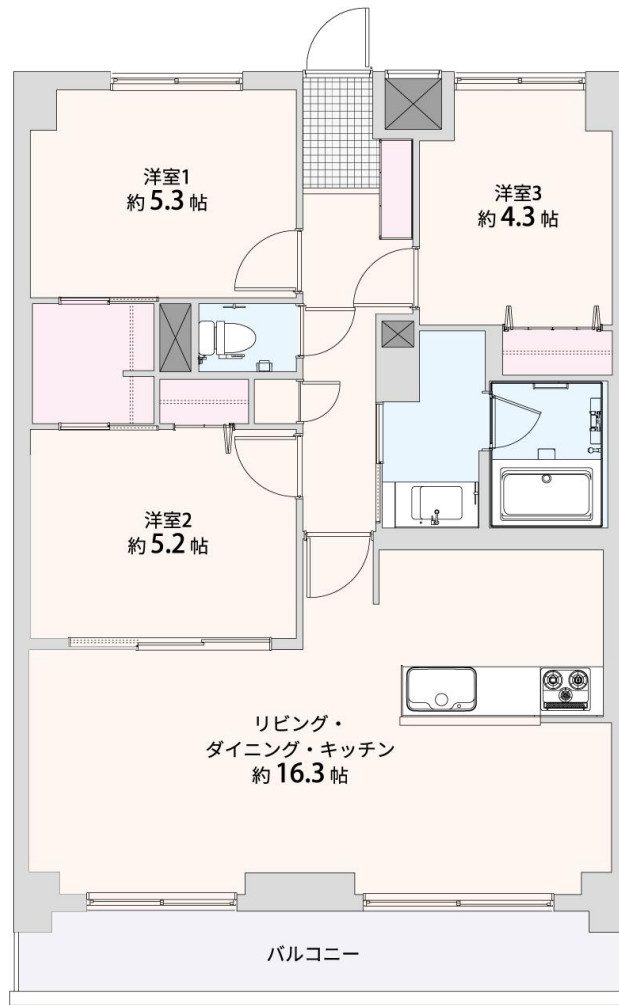 洋室1
約 5.3 帖
洋室3
約 4.3 帖
洋室2
約 5.2 帖
リビング・
ダイニング・キッチン
約 16.3 帖
バルコニー